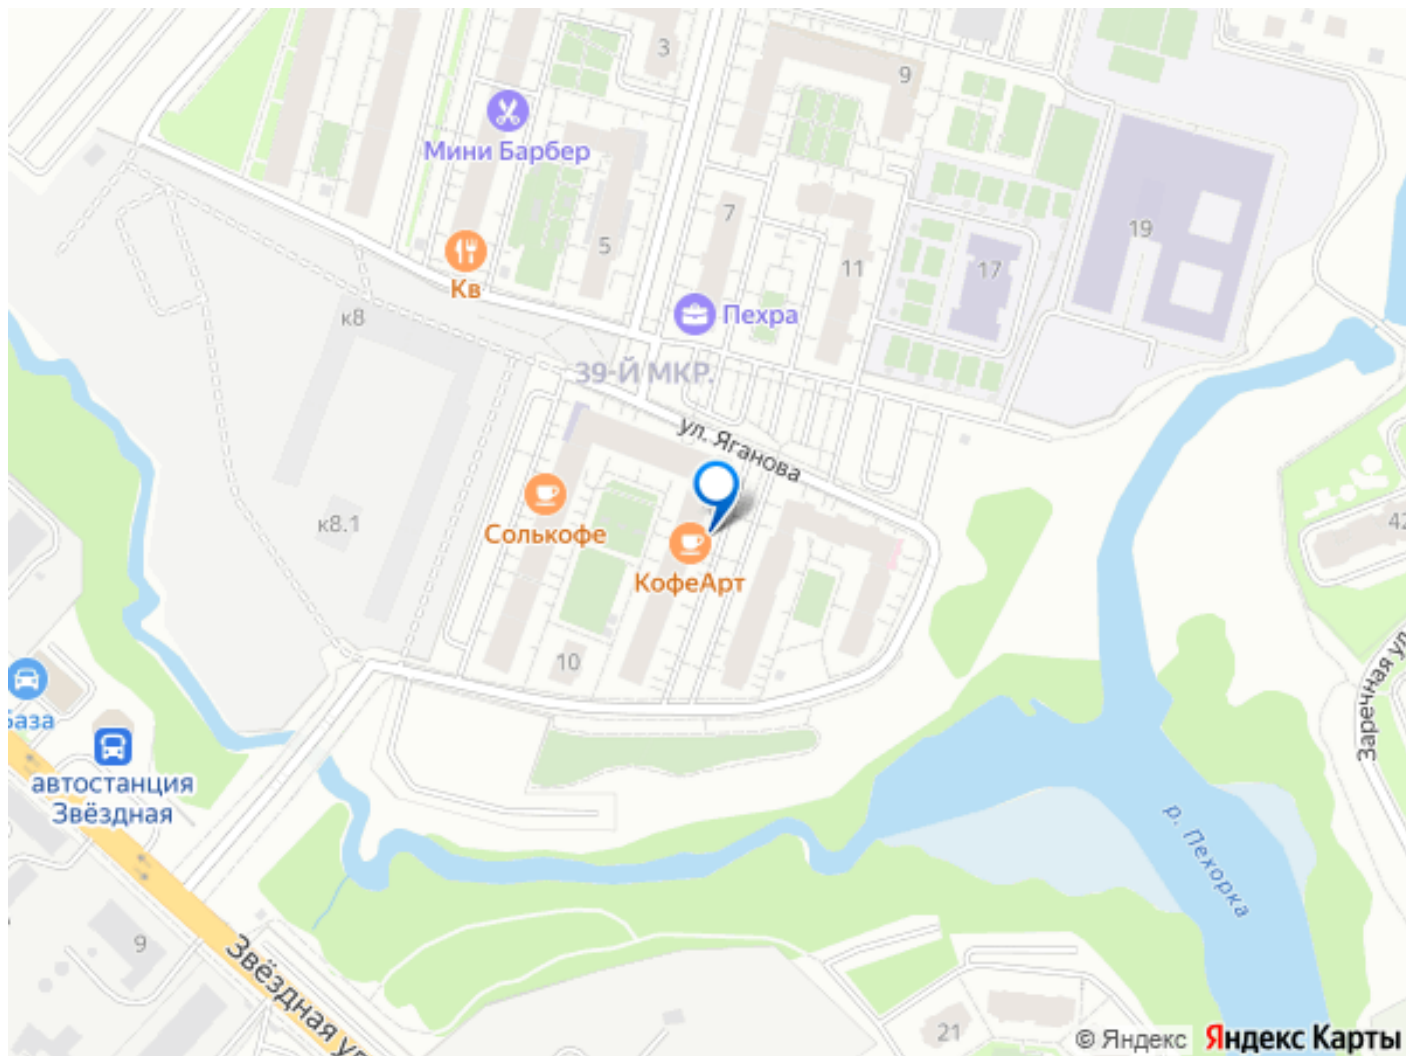 3
9
Мини Барбер
19
7
5
11
17
Кв
Пехра
к8
39-Й МКР.
ул. Яганова
Солькофе
к8.1
42
КофеАрт
10
База
автостанция
Звёздная
Заречная ул.
р. Пехорка
9
Звёздная ул.
21
© Яндекс Яндекс Карты